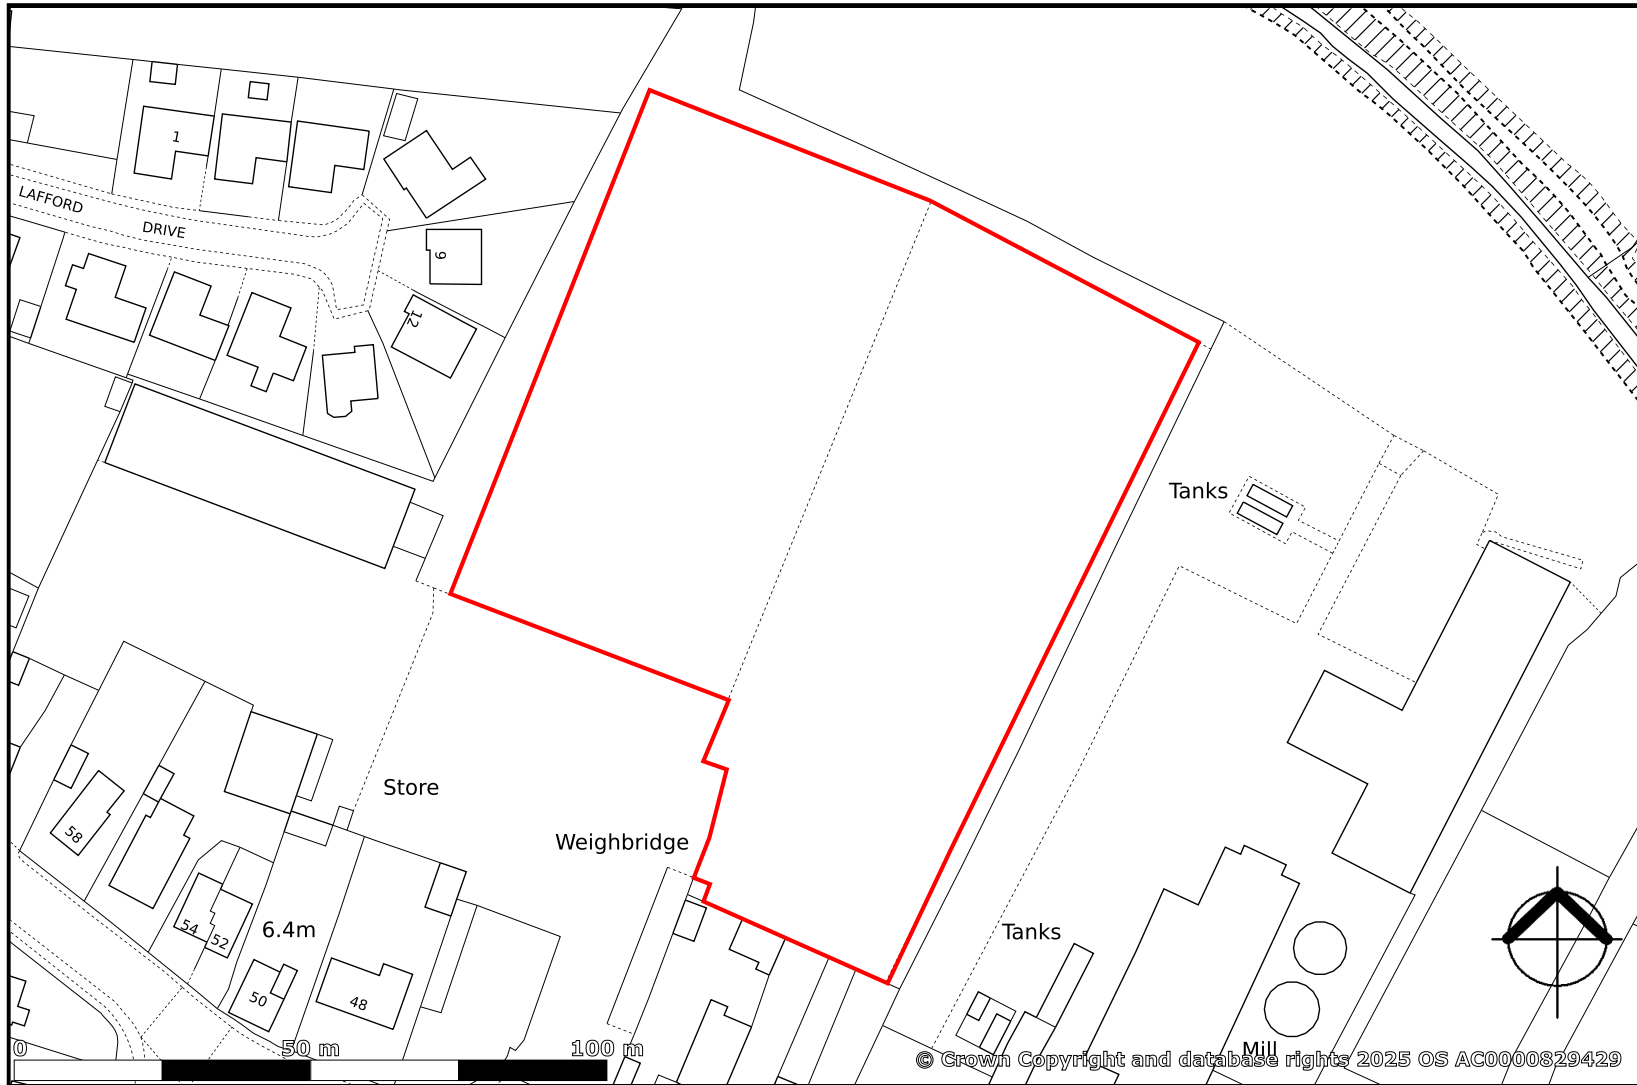 1
LAFFORD
DRIVE
9
12
Tanks
Store
58
Weighbridge
54
52
6.4m
Tanks
50
48
Mill
0
50 m
100 m
© Crown Copyright and database rights 2025 OS AC0000829429